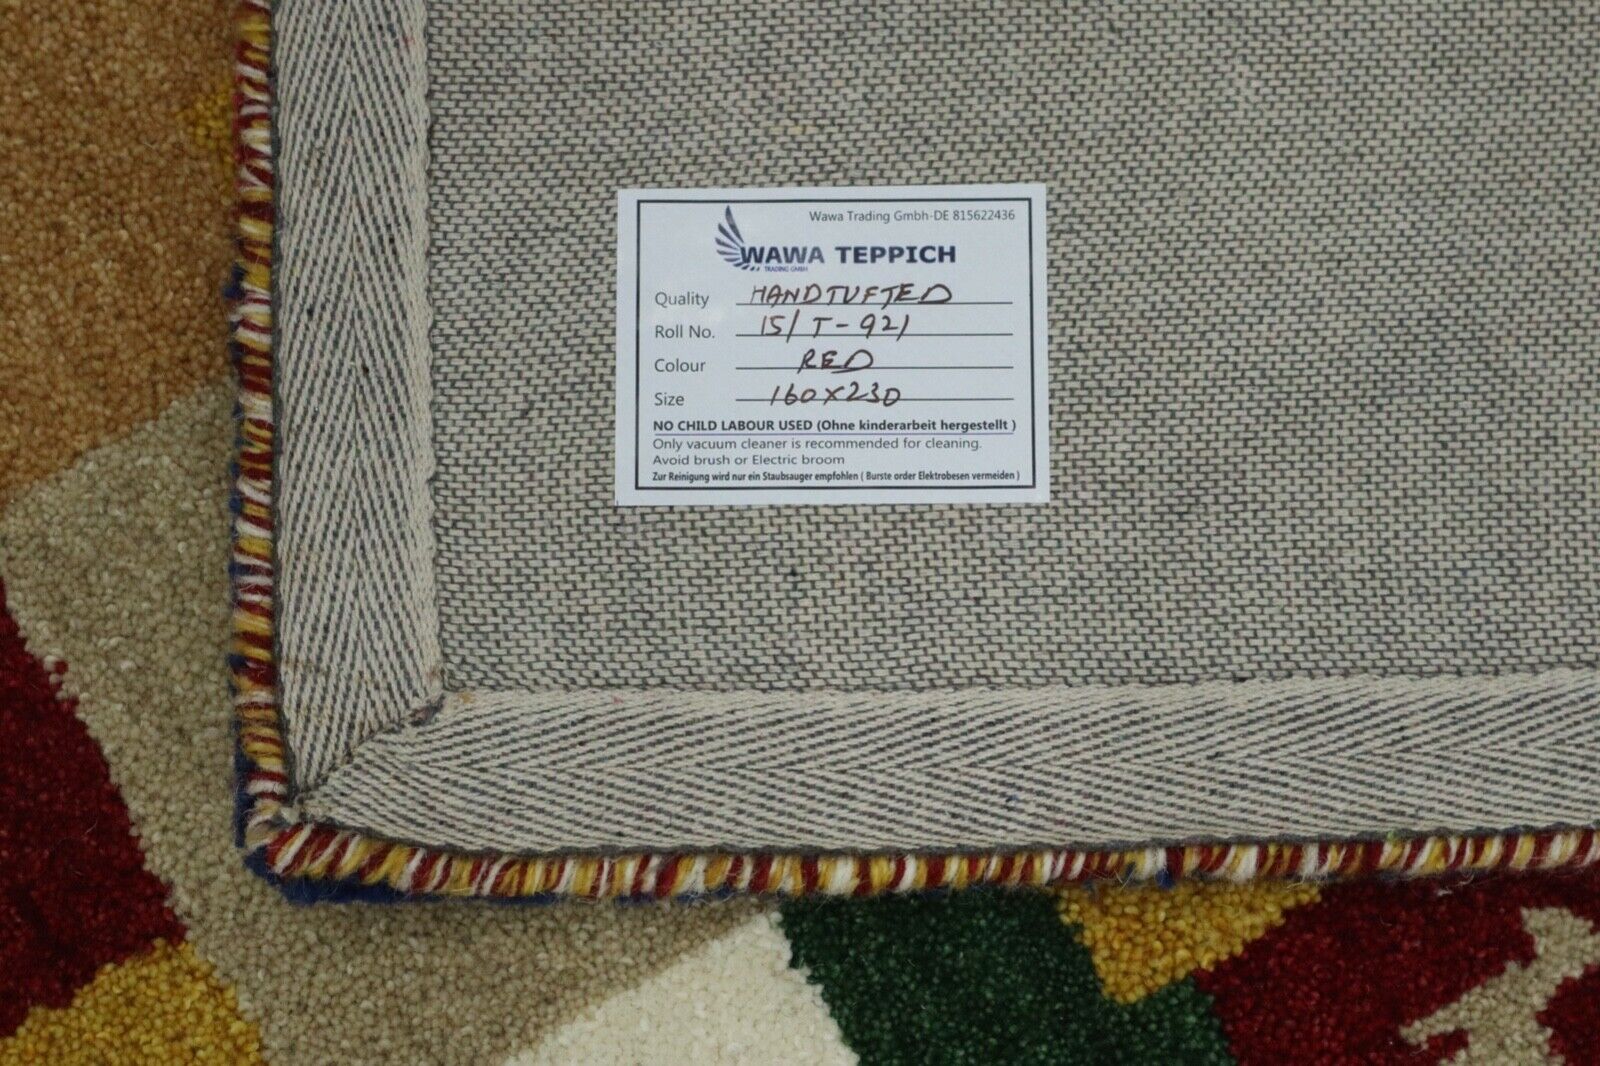 Wawa Trading Gmbh-DE 815622436
WAWA TEPPICH
TRADING GMBH
Quality HANDTUFTED
Roll No. 15/T-921
Colour RED
Size 160X230
NO CHILD LABOUR USED (Ohne kinderarbeit hergestellt )
Only vacuum cleaner is recommended for cleaning.
Avoid brush or Electric broom
Zur Reinigung wird nur ein Staubsauger empfohlen ( Burste order Elektrobesen vermeiden )